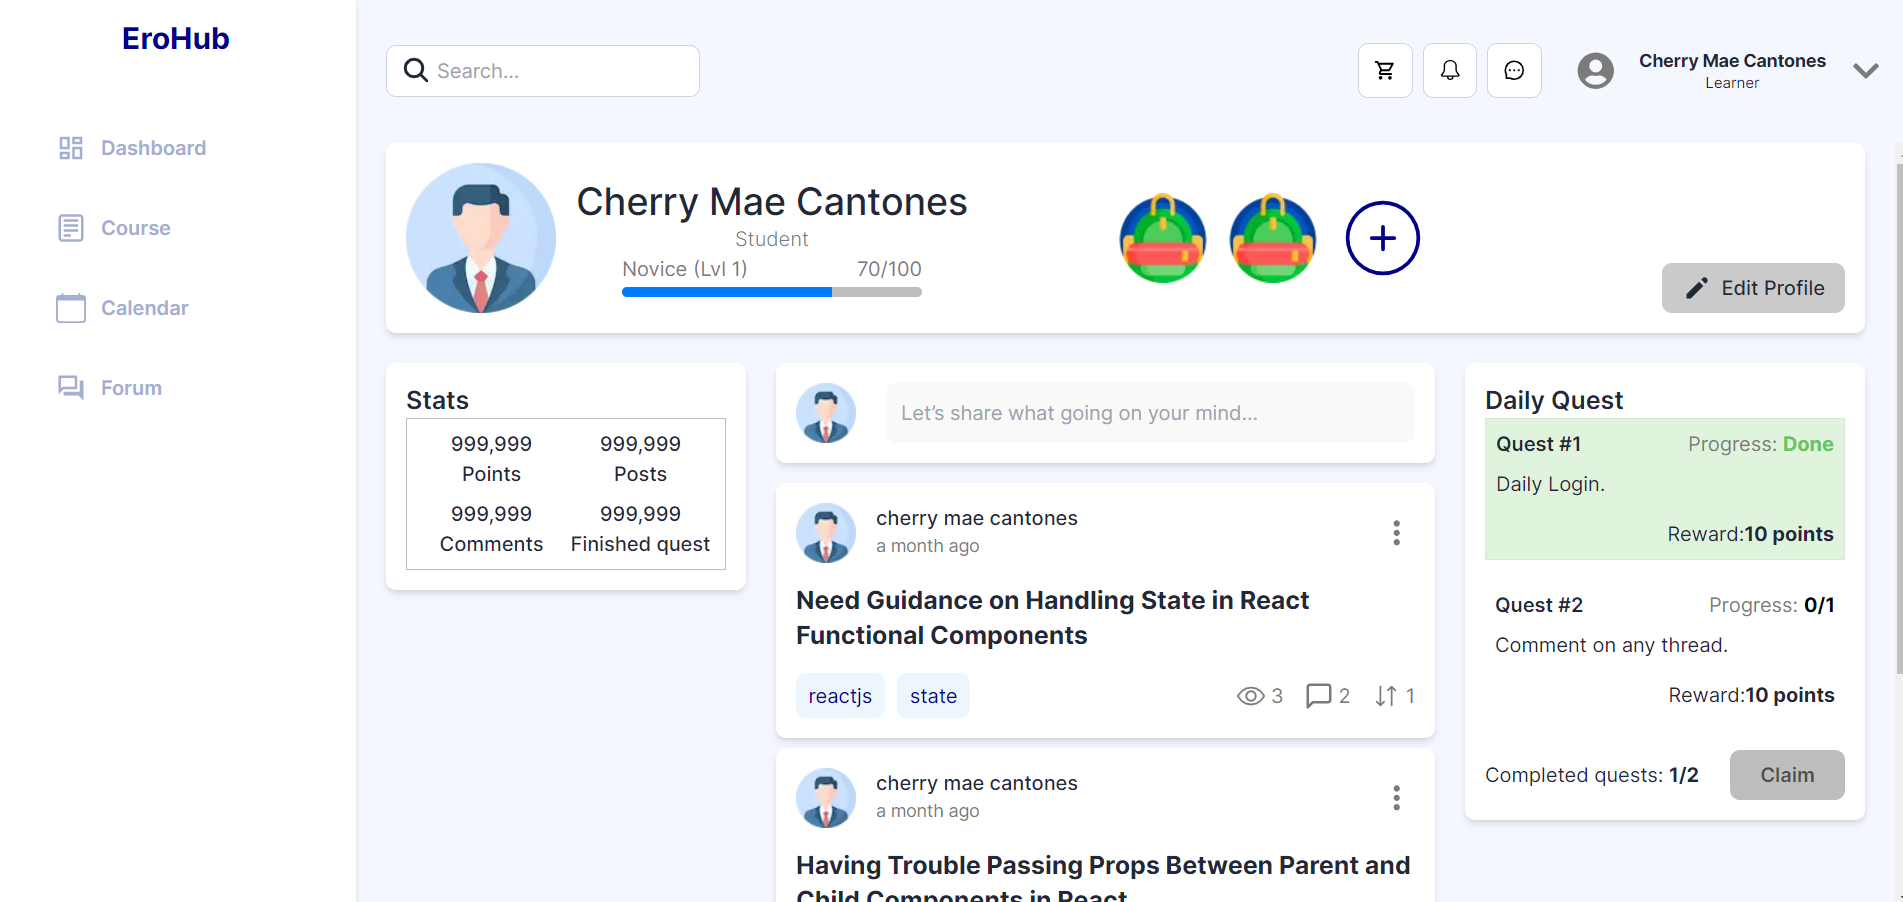 EroHub
Dashboard
Course
Calendar
Forum
Search...
Cherry Mae Cantones
Learner
Cherry Mae Cantones
Student
Novice (Lvl 1) 70/100
Edit Profile
Stats
999,999 999,999
Points Posts
999,999 999,999
Comments Finished quest
Let's share what going on your mind...
cherry mae cantones
a month ago
Need Guidance on Handling State in React
Functional Components
reactjs state 3 2 1
cherry mae cantones
a month ago
Having Trouble Passing Props Between Parent and
Child Components in React
Daily Quest
Quest #1 Progress: Done
Daily Login.
Reward:10 points
Quest #2 Progress: 0/1
Comment on any thread.
Reward:10 points
Completed quests: 1/2 Claim